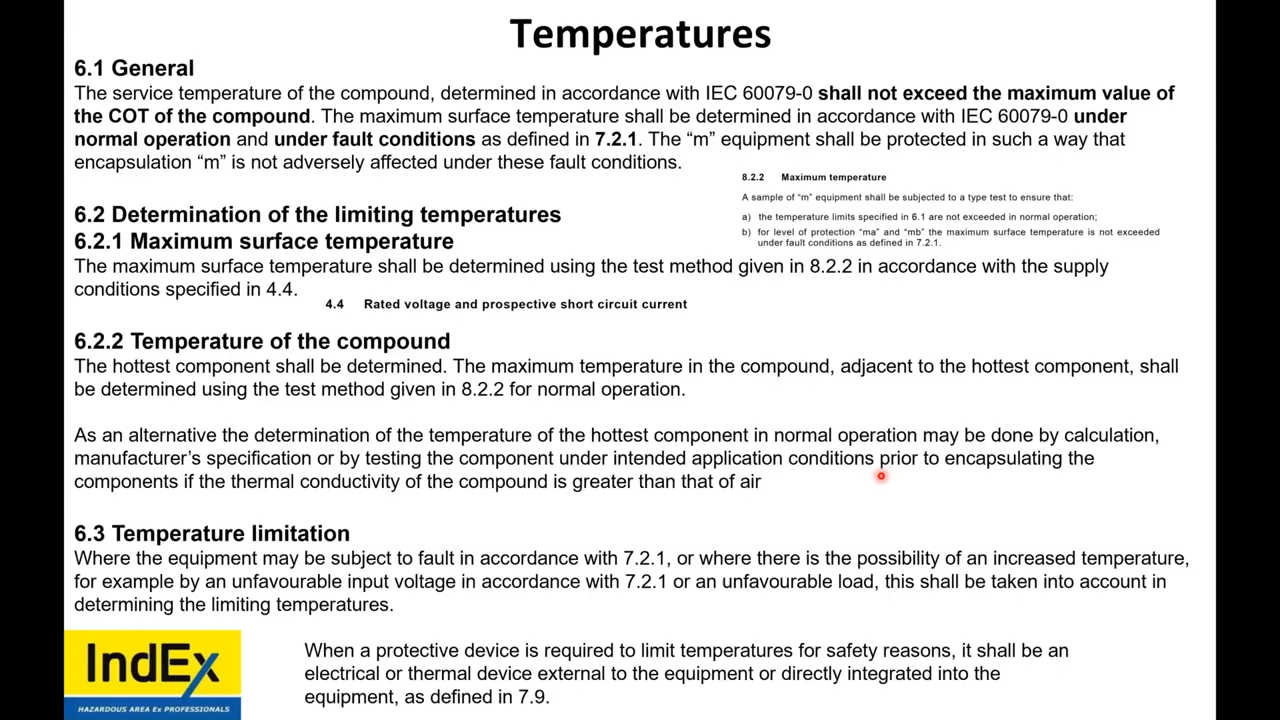 Temperatures
6.1 General
The service temperature of the compound, determined in accordance with IEC 60079-0 shall not exceed the maximum value of
the COT of the compound. The maximum surface temperature shall be determined in accordance with IEC 60079-0 under
normal operation and under fault conditions as defined in 7.2.1. The “m” equipment shall be protected in such a way that
encapsulation “m” is not adversely affected under these fault conditions.
8.2.2 Maximum temperature
A sample of “m” equipment shall be subjected to a type test to ensure that:
a) the temperature limits specified in 6.1 are not exceeded in normal operation;
b) for level of protection “ma” and “mb” the maximum surface temperature is not exceeded
under fault conditions as defined in 7.2.1.
6.2 Determination of the limiting temperatures
6.2.1 Maximum surface temperature
The maximum surface temperature shall be determined using the test method given in 8.2.2 in accordance with the supply
conditions specified in 4.4.
4.4 Rated voltage and prospective short circuit current
6.2.2 Temperature of the compound
The hottest component shall be determined. The maximum temperature in the compound, adjacent to the hottest component, shall
be determined using the test method given in 8.2.2 for normal operation.
As an alternative the determination of the temperature of the hottest component in normal operation may be done by calculation,
manufacturer’s specification or by testing the component under intended application conditions prior to encapsulating the
components if the thermal conductivity of the compound is greater than that of air
6.3 Temperature limitation
Where the equipment may be subject to fault in accordance with 7.2.1, or where there is the possibility of an increased temperature,
for example by an unfavourable input voltage in accordance with 7.2.1 or an unfavourable load, this shall be taken into account in
determining the limiting temperatures.
When a protective device is required to limit temperatures for safety reasons, it shall be an
electrical or thermal device external to the equipment or directly integrated into the
equipment, as defined in 7.9.
IndEx
HAZARDOUS AREA Ex PROFESSIONALS